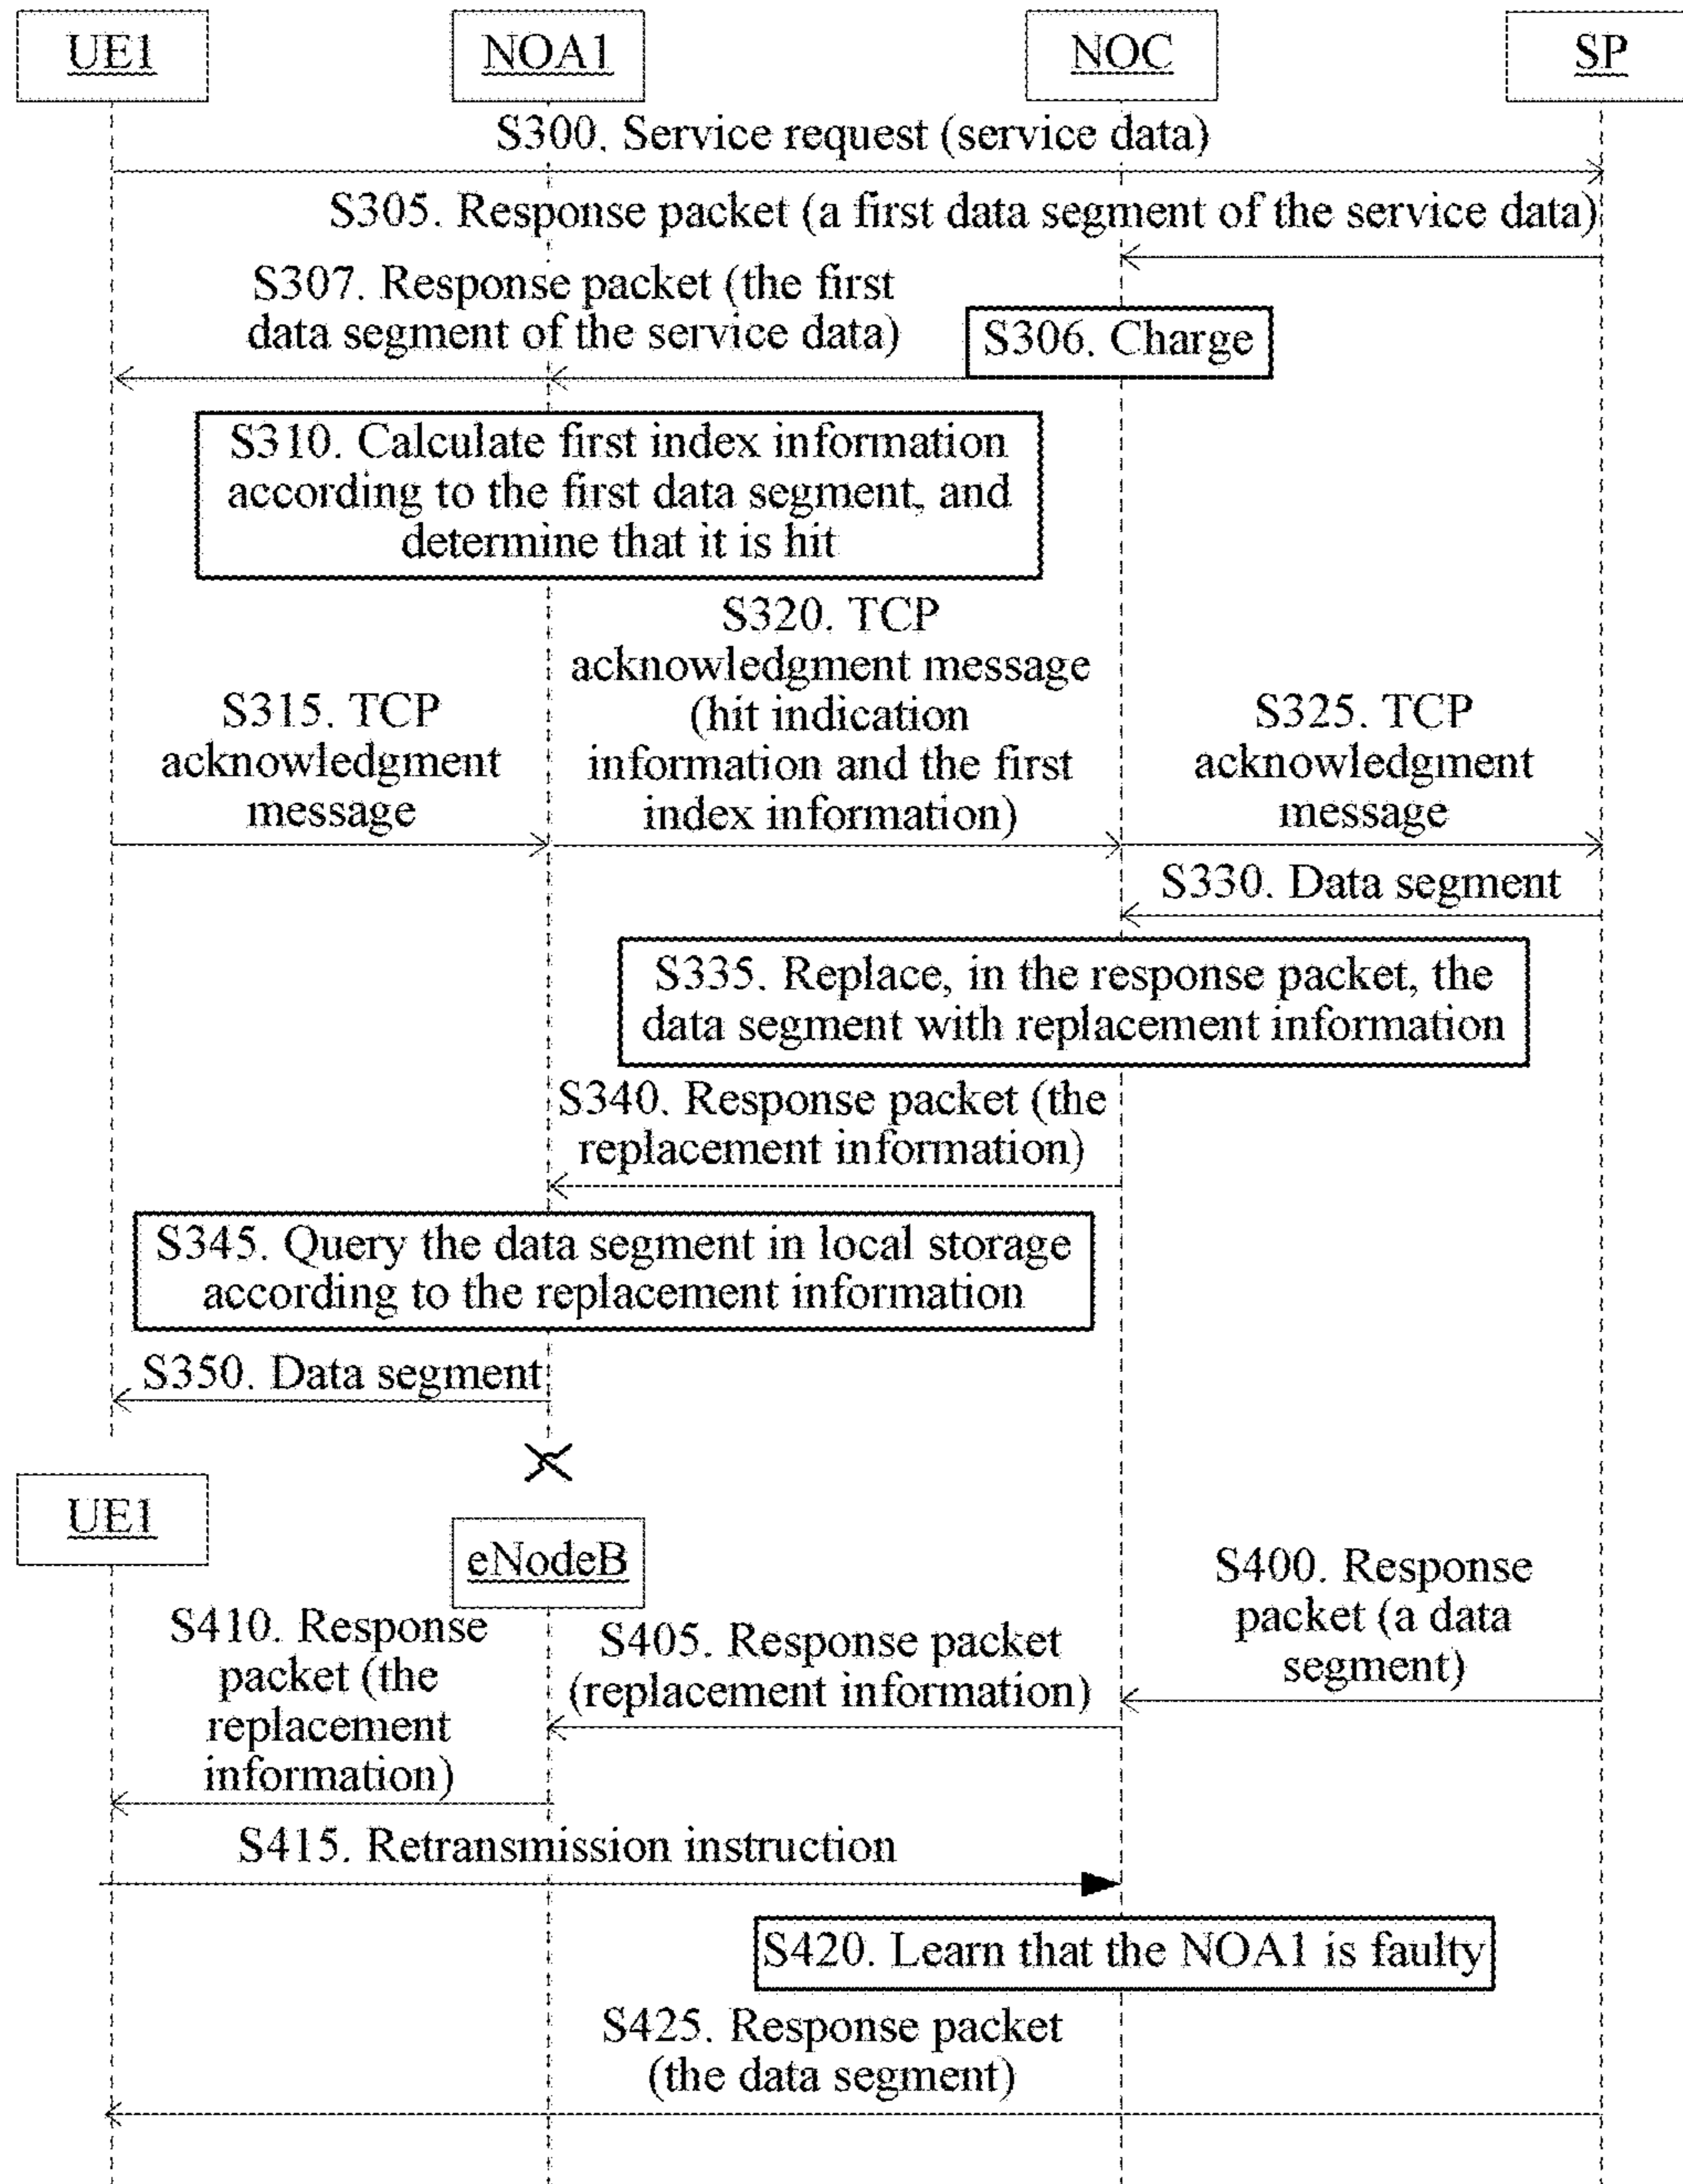 UE1
NOA1
NOC
SP
S300. Service request (service data)
S305. Response packet (a first data segment of the service data)
S307. Response packet (the first
data segment of the service data)
S306. Charge
S310. Calculate first index information
according to the first data segment, and
determine that it is hit
S315. TCP
acknowledgment
message
S320. TCP
acknowledgment message
(hit indication
information and the first
index information)
S325. TCP
acknowledgment
message
S330. Data segment
S335. Replace, in the response packet, the
data segment with replacement information
S340. Response packet (the
replacement information)
S345. Query the data segment in local storage
according to the replacement information
S350. Data segment
UE1
eNodeB
S400. Response
packet (a data
segment)
S405. Response packet
(replacement information)
S410. Response
packet (the
replacement
information)
S415. Retransmission instruction
S420. Learn that the NOA1 is faulty
S425. Response packet
(the data segment)